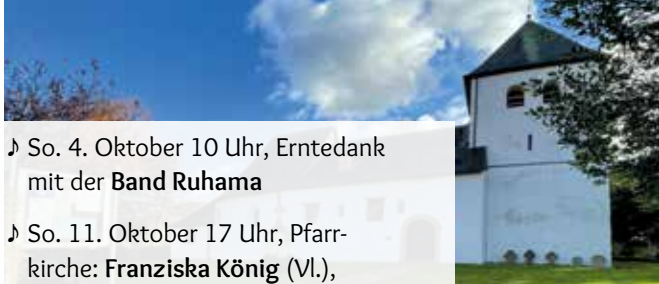 ♪ So. 4. Oktober 10 Uhr, Erntedank
mit der Band Ruhama
♪ So. 11. Oktober 17 Uhr, Pfarr-
kirche: Franziska König (Vl.),